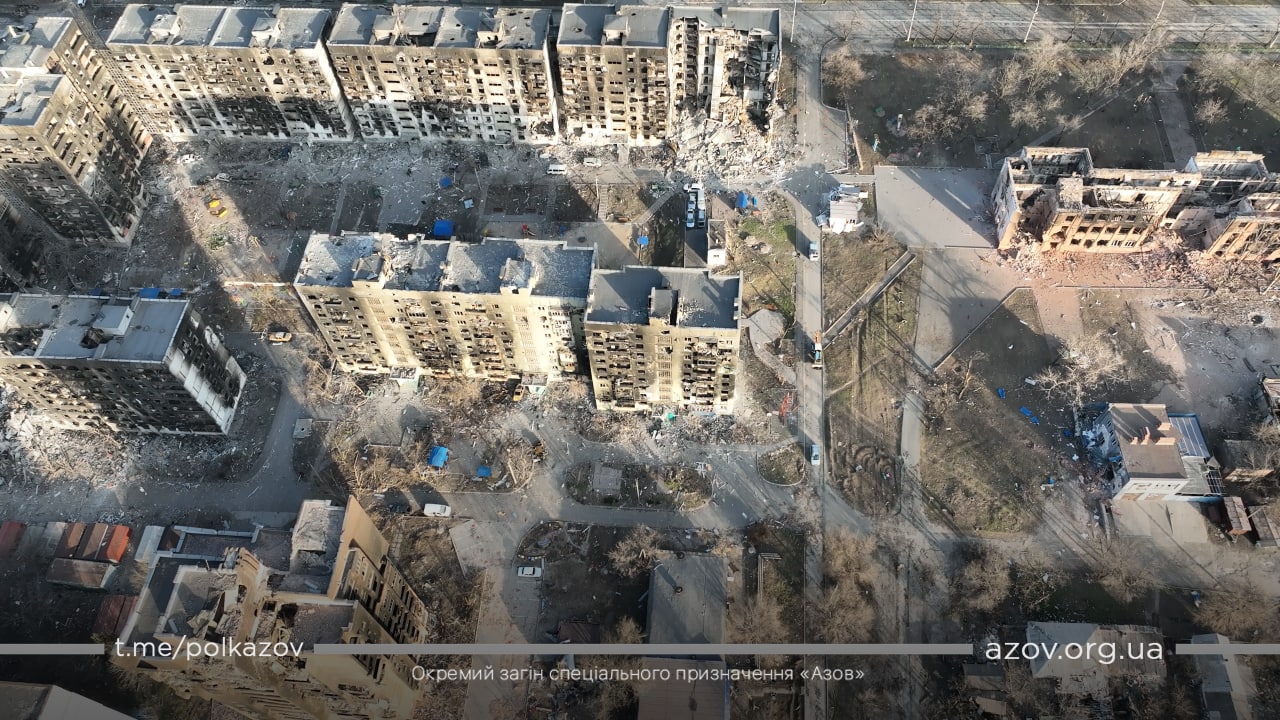 t.me/polkazov
azov.org.ua
Окремий загін спеціального призначення «Азов»